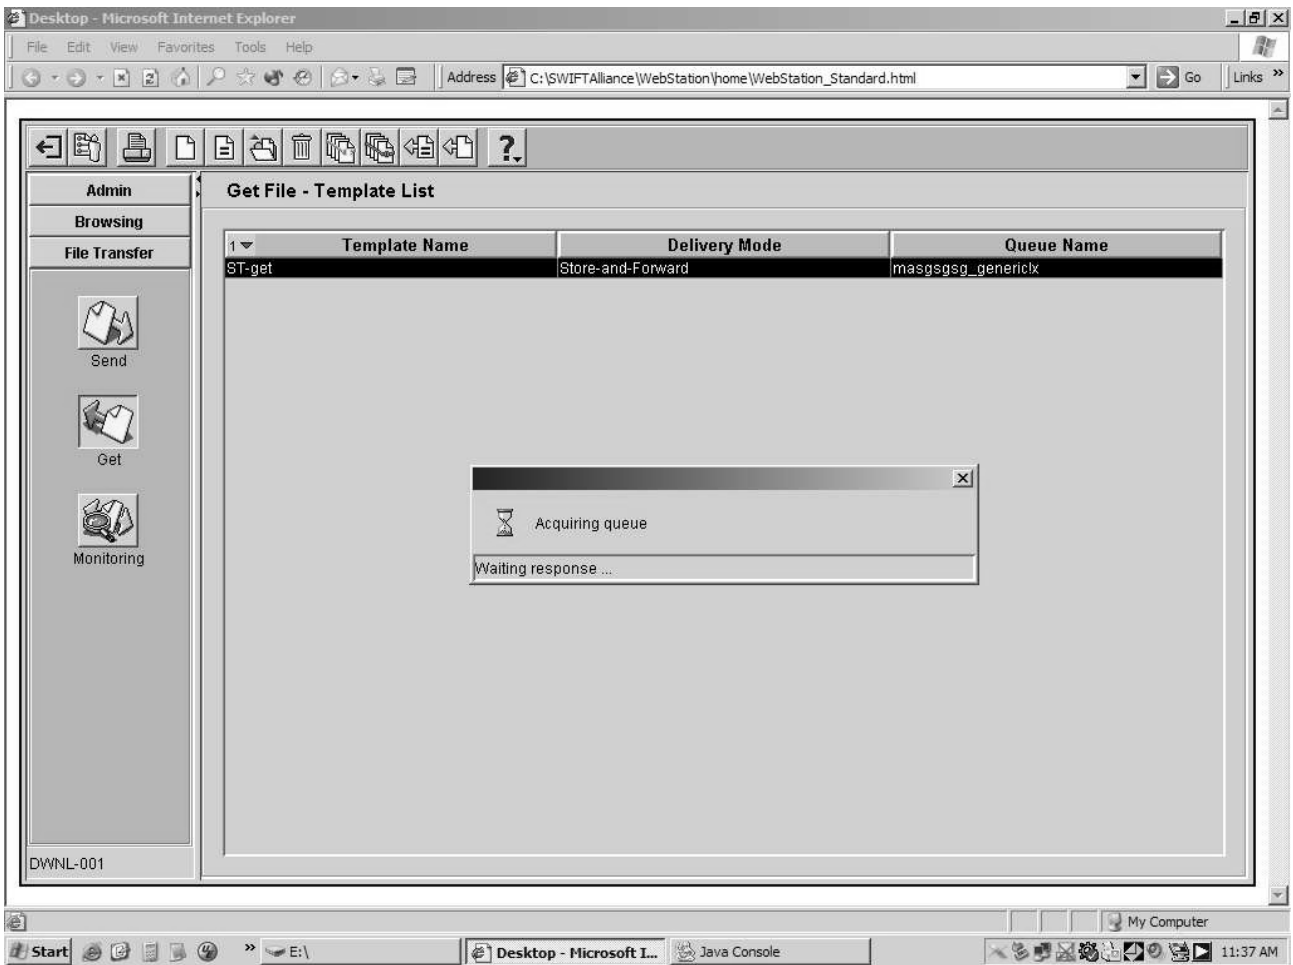 Desktop - Microsoft Internet Explorer
File Edit View Favorites Tools Help
Address C:\SWIFTAlliance\WebStation\home\WebStation_Standard.html Go Links »
Admin
Get File - Template List
Browsing
File Transfer
1 Template Name Delivery Mode Queue Name
ST-get Store-and-Forward masgsgsg_generic!x
Send
Get
Acquiring queue
Monitoring
Waiting response ...
DWNL-001
My Computer
Start » E:\ Desktop - Microsoft I... Java Console 11:37 AM